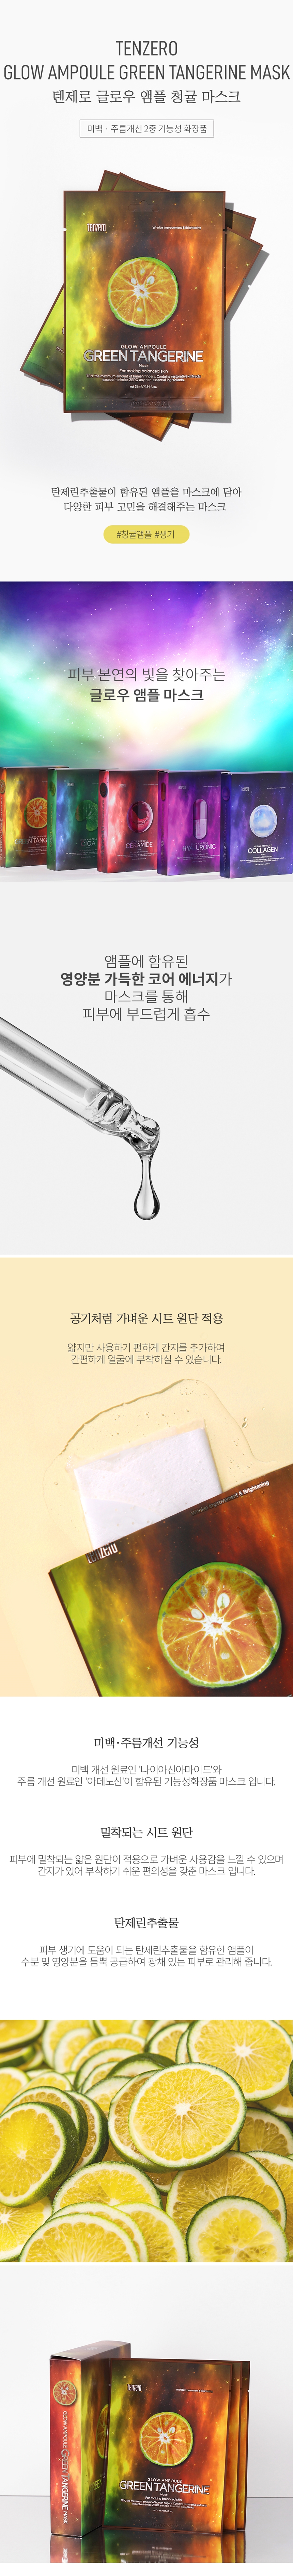 TENZERO
GLOW AMPOULE GREEN TANGERINE MASK
텐제로 글로우 앰플 청귤 마스크
미백 · 주름개선 2중 기능성 화장품
tenzero
Wrinkle Improvement & Brightening
GLOW AMPOULE
GREEN TANGERINE
Mask
For making balanced skin
탄제린추출물이 함유된 앰플을 마스크에 담아
다양한 피부 고민을 해결해주는 마스크
#청귤앰플 #생기
피부 본연의 빛을 찾아주는
글로우 앰플 마스크
GREEN TANG
CICA
CERAMIDE
COLLAGEN
앰플에 함유된
영양분 가득한 코어 에너지가
마스크를 통해
피부에 부드럽게 흡수
공기처럼 가벼운 시트 원단 적용
얇지만 사용하기 편하게 간지를 추가하여
간편하게 얼굴에 부착하실 수 있습니다.
& Brightening
tenzero
미백·주름개선 기능성
미백 개선 원료인 '나이아신아마이드'와
주름 개선 원료인 '아데노신'이 함유된 기능성화장품 마스크 입니다.
밀착되는 시트 원단
피부에 밀착되는 얇은 원단이 적용으로 가벼운 사용감을 느낄 수 있으며
간지가 있어 부착하기 쉬운 편의성을 갖춘 마스크 입니다.
탄제린추출물
피부 생기에 도움이 되는 탄제린추출물을 함유한 앰플이
수분 및 영양분을 듬뿍 공급하여 광채 있는 피부로 관리해 줍니다.
tenzero
GLOW AMPOULE
GREEN TANGERINE
Mask
For making balanced skin
GLOW AMPOULE GREEN TANGERINE MASK